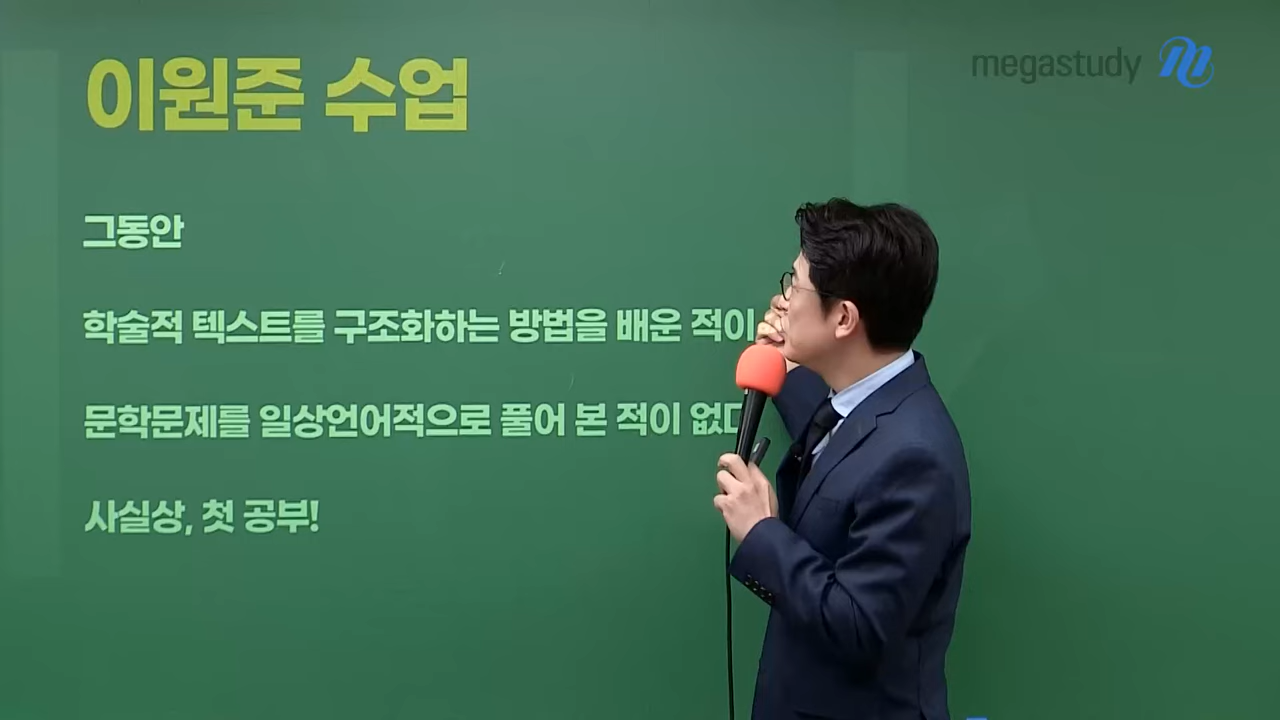 이원준 수업
megastudy
그동안
학술적 텍스트를 구조화하는 방법을 배운 적이
문학문제를 일상언어적으로 풀어 본 적이
사실상, 첫 공부!